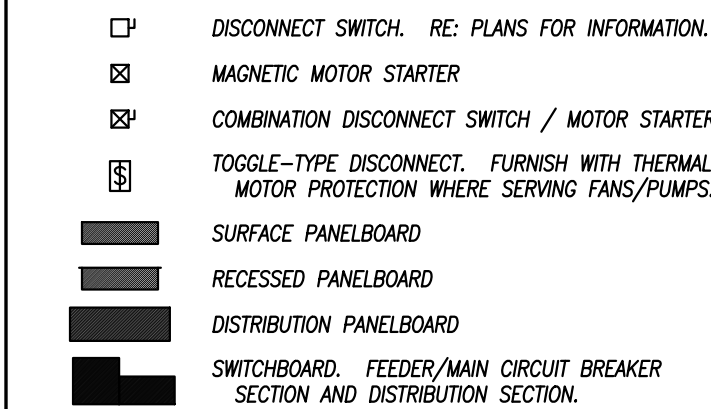 DISCONNECT SWITCH. RE: PLANS FOR INFORMATION.
MAGNETIC MOTOR STARTER
COMBINATION DISCONNECT SWITCH / MOTOR STARTER
$ TOGGLE-TYPE DISCONNECT. FURNISH WITH THERMAL
MOTOR PROTECTION WHERE SERVING FANS/PUMPS.
SURFACE PANELBOARD
RECESSED PANELBOARD
DISTRIBUTION PANELBOARD
SWITCHBOARD. FEEDER/MAIN CIRCUIT BREAKER
SECTION AND DISTRIBUTION SECTION.